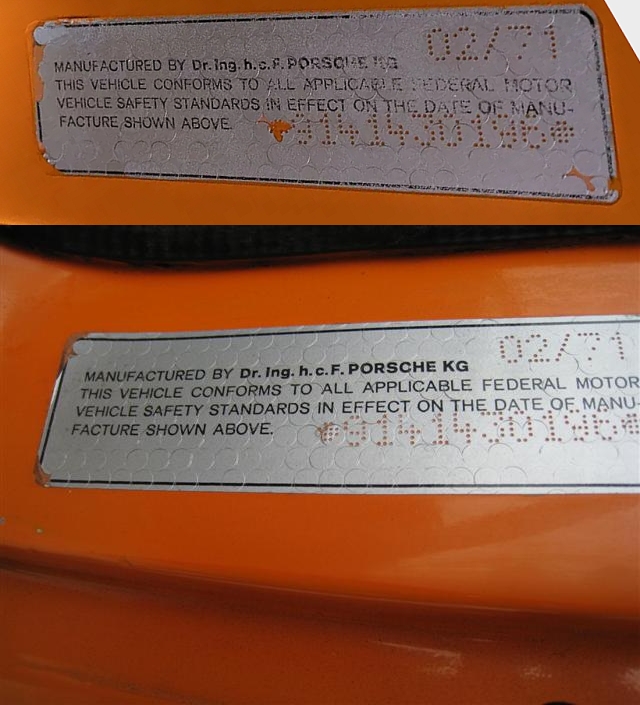 02/71
MANUFACTURED BY Dr. Ing. h. c. F. PORSCHE KG
THIS VEHICLE CONFORMS TO ALL APPLICABLE FEDERAL MOTOR
VEHICLE SAFETY STANDARDS IN EFFECT ON THE DATE OF MANU-
FACTURE SHOWN ABOVE.
02/71
MANUFACTURED BY Dr. Ing. h. c. F. PORSCHE KG
THIS VEHICLE CONFORMS TO ALL APPLICABLE FEDERAL MOTOR
VEHICLE SAFETY STANDARDS IN EFFECT ON THE DATE OF MANU-
FACTURE SHOWN ABOVE.